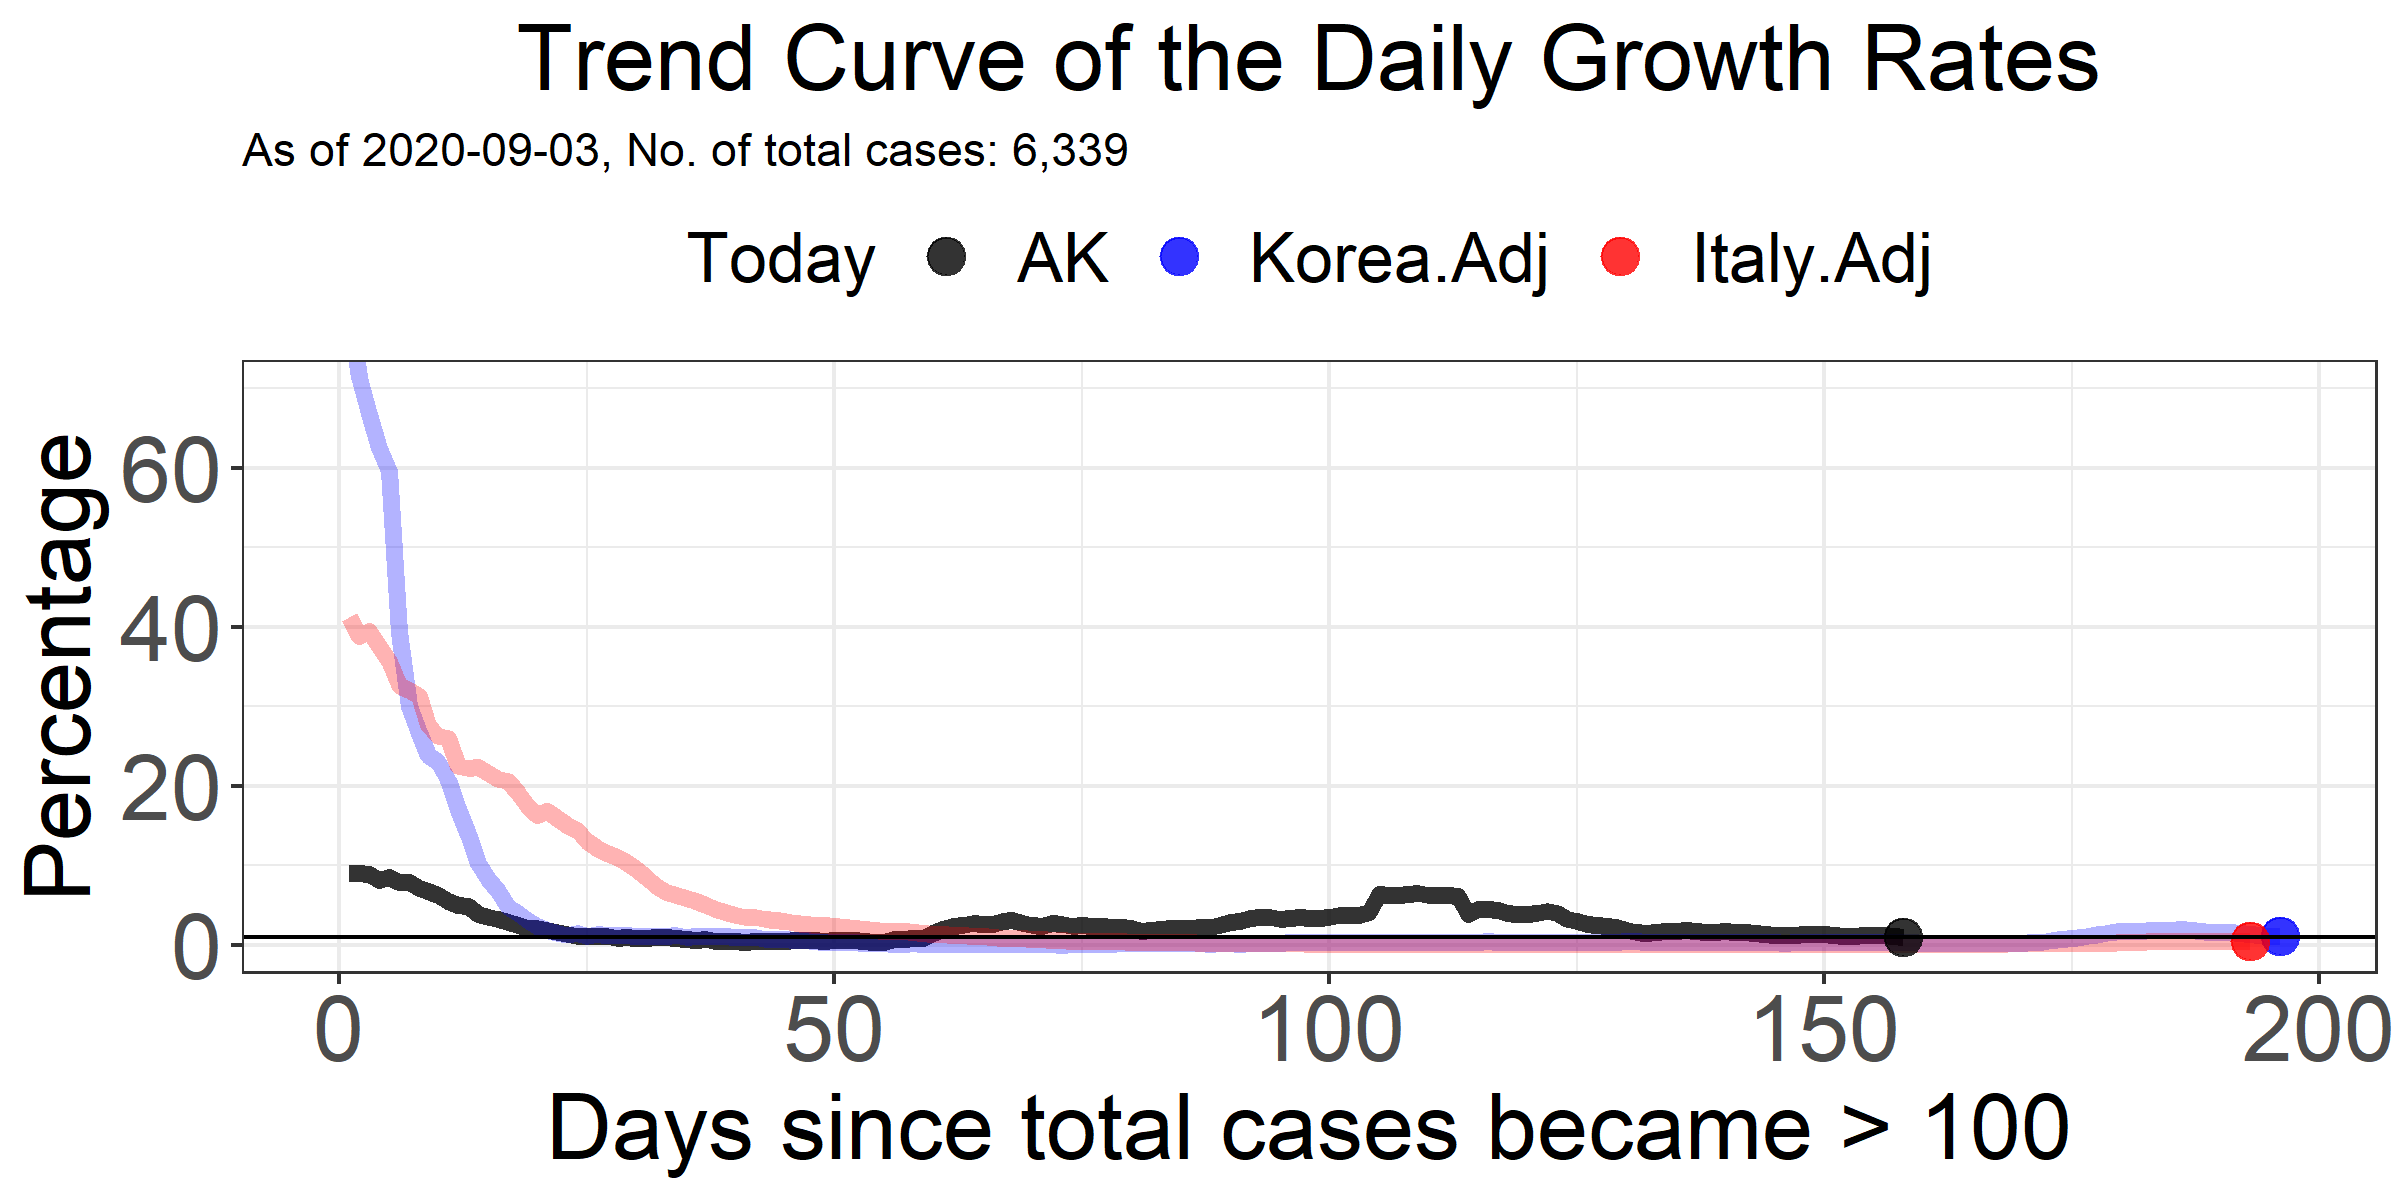 Trend Curve of the Daily Growth Rates
As of 2020-09-03, No. of total cases: 6,339
Today AK Korea.Adj Italy.Adj
Percentage
60
40
20
0
0 50 100 150 200
Days since total cases became > 100